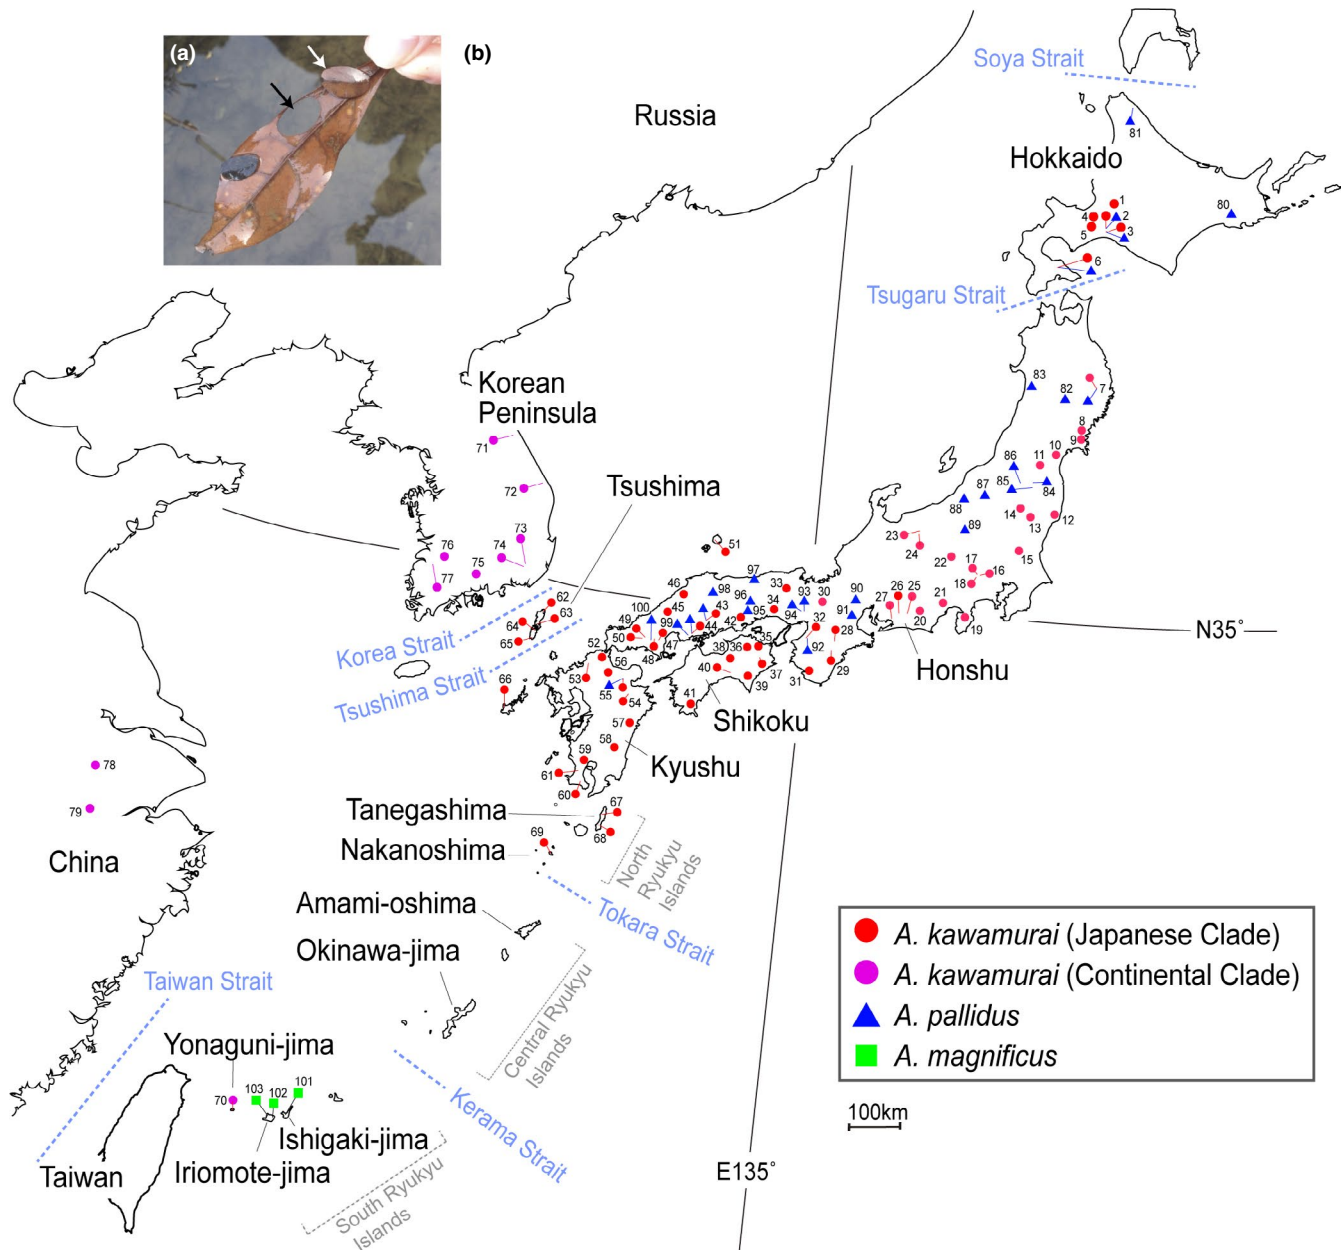 (a)
(b)
Soya Strait
Russia
81
Hokkaido
1
80
4
2
5
3
6
Tsugaru Strait
83
82
7
Korean
Peninsula
8
71
9
10
86
11
Tsushima
72
87
85
84
88
14
12
13
73
89
23
51
76
74
24
15
75
22
17
16
97
77
46
33
18
98
62
96
93
30
90
26
25
21
100
45
43
34
27
63
49
95
94
91
64
99
42
20
19
44
32
28
Korea Strait
50
N35°
65
47
52
38
36
35
92
48
Honshu
56
40
37
29
Tsushima Strait
53
66
39
31
55
54
41
Shikoku
57
58
59
78
Kyushu
61
60
67
79
Tanegashima
69
68
China
Nakanoshima
North
Ryukyu
Islands
Amami-oshima
Tokara Strait
Okinawa-jima
Taiwan Strait
Central Ryukyu
Islands
Yonaguni-jima
103
102
101
70
Kerama Strait
Ishigaki-jima
Taiwan
Iriomote-jima
South Ryukyu
Islands
E135°
A. kawamurai (Japanese Clade)
A. kawamurai (Continental Clade)
A. pallidus
A. magnificus
100km